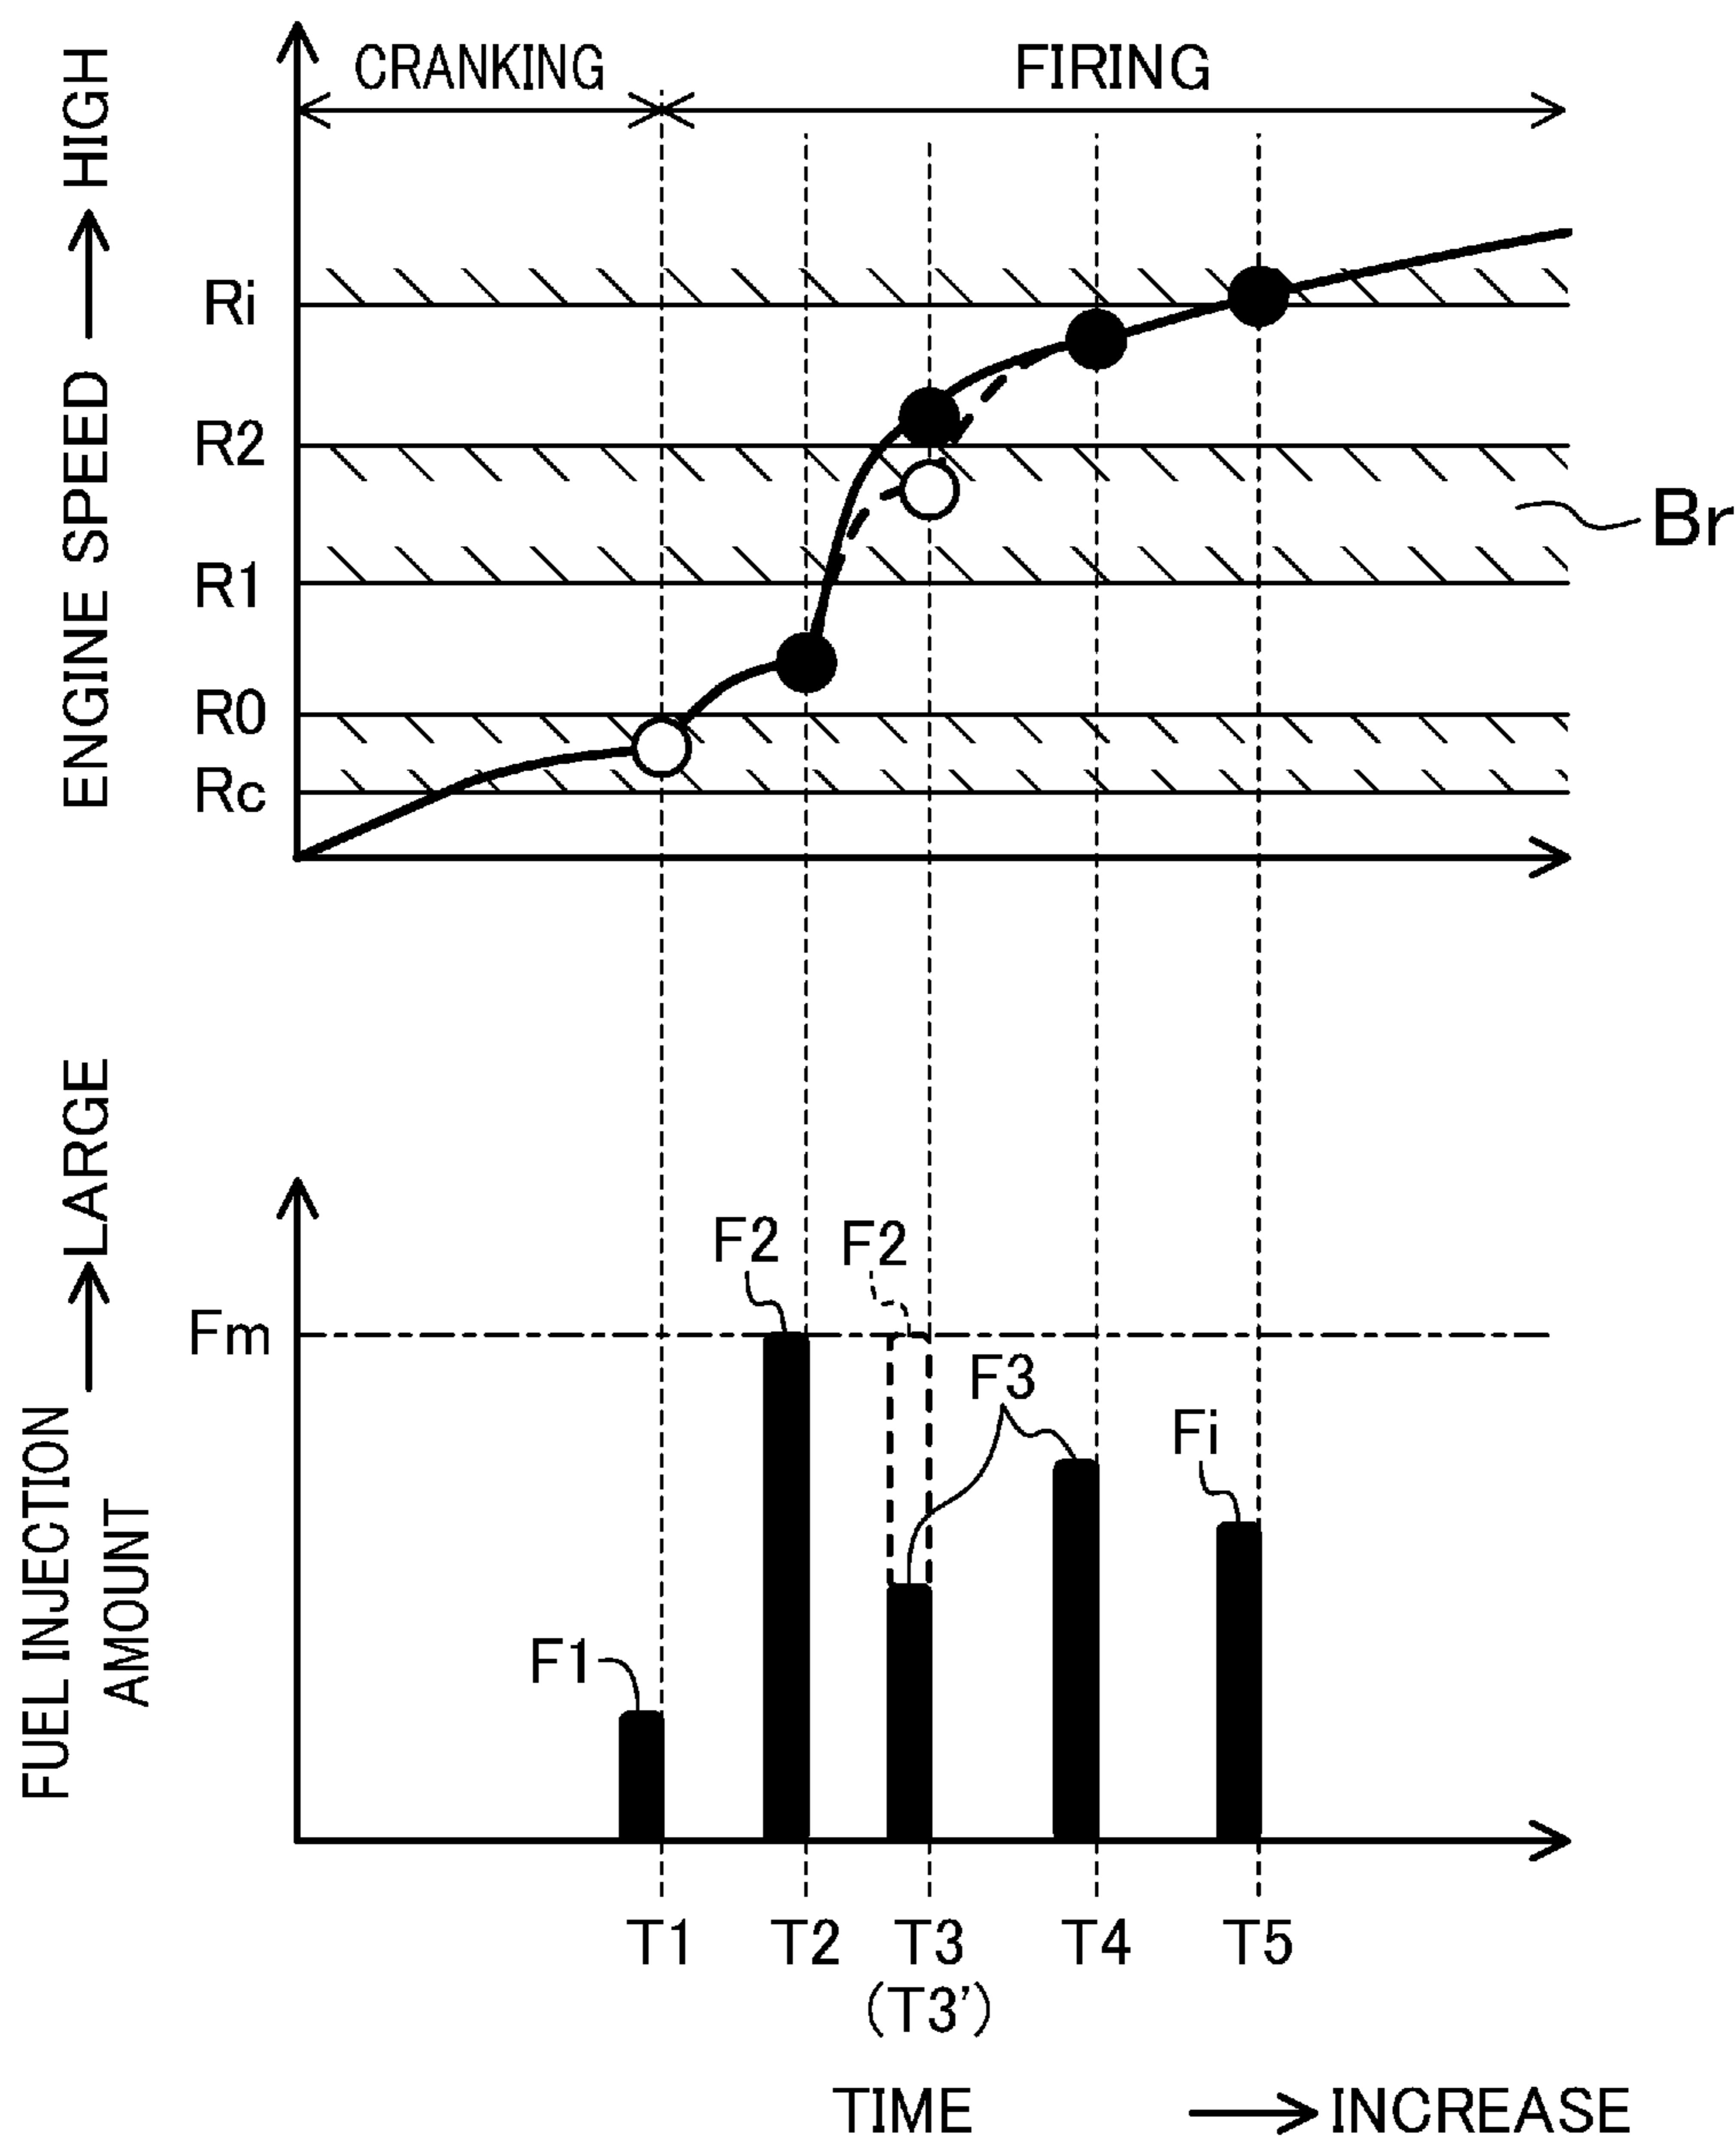 CRANKING
FIRING
ENGINE SPEED
HIGH
Ri
R2
Br
R1
R0
Rc
FUEL INJECTION
AMOUNT
LARGE
F2
F2
Fm
F3
Fi
F1
T1
T2
T3
T4
T5
(T3')
TIME
INCREASE